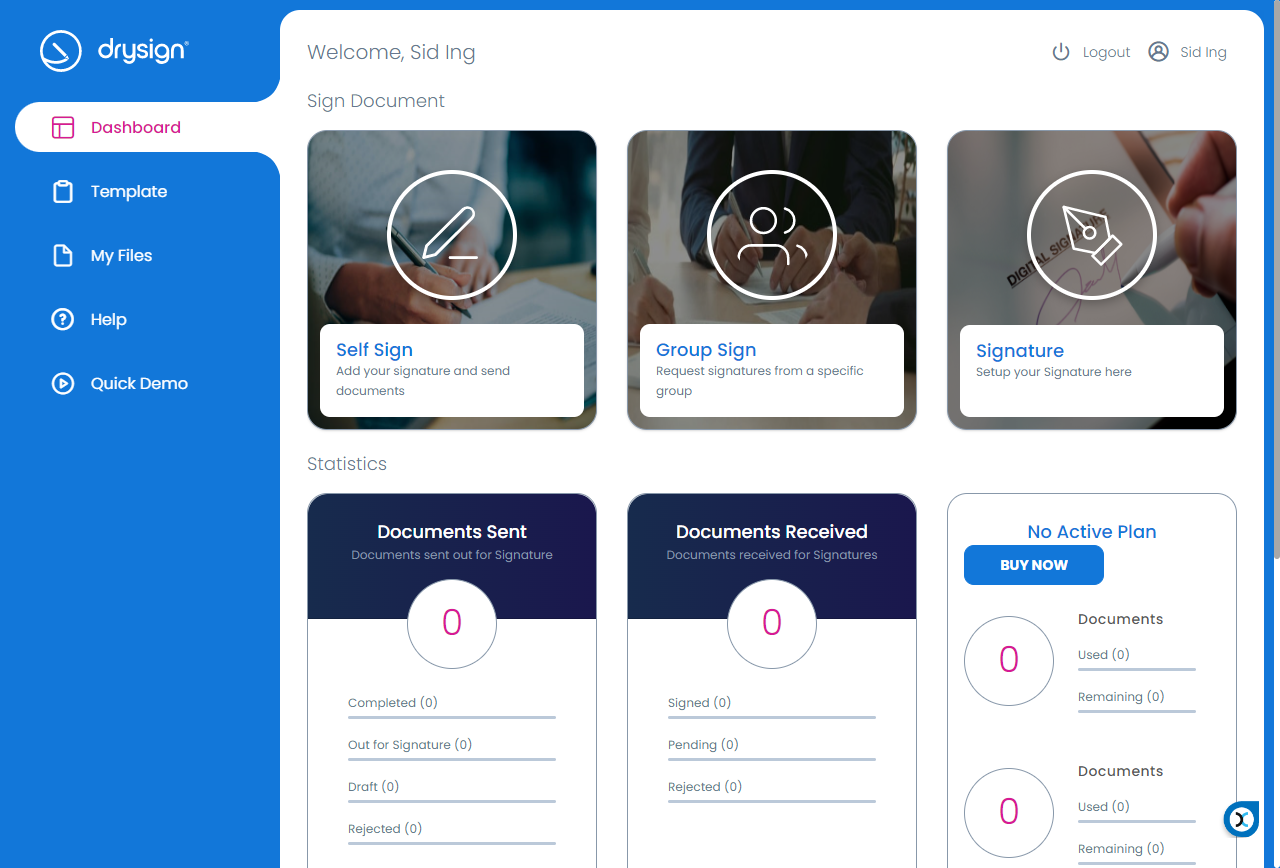 drysign®
Dashboard
Template
My Files
Help
Quick Demo
Welcome, Sid Ing
Logout
Sid Ing
Sign Document
Self Sign
Add your signature and send
documents
Group Sign
Request signatures from a specific
group
DIGITAL SIGNATURE
Signature
Setup your Signature here
Statistics
Documents Sent
Documents sent out for Signature
0
Completed (0)
Out for Signature (0)
Draft (0)
Rejected (0)
Documents Received
Documents received for Signatures
0
Signed (0)
Pending (0)
Rejected (0)
No Active Plan
BUY NOW
0
Documents
Used (0)
Remaining (0)
0
Documents
Used (0)
Remaining (0)